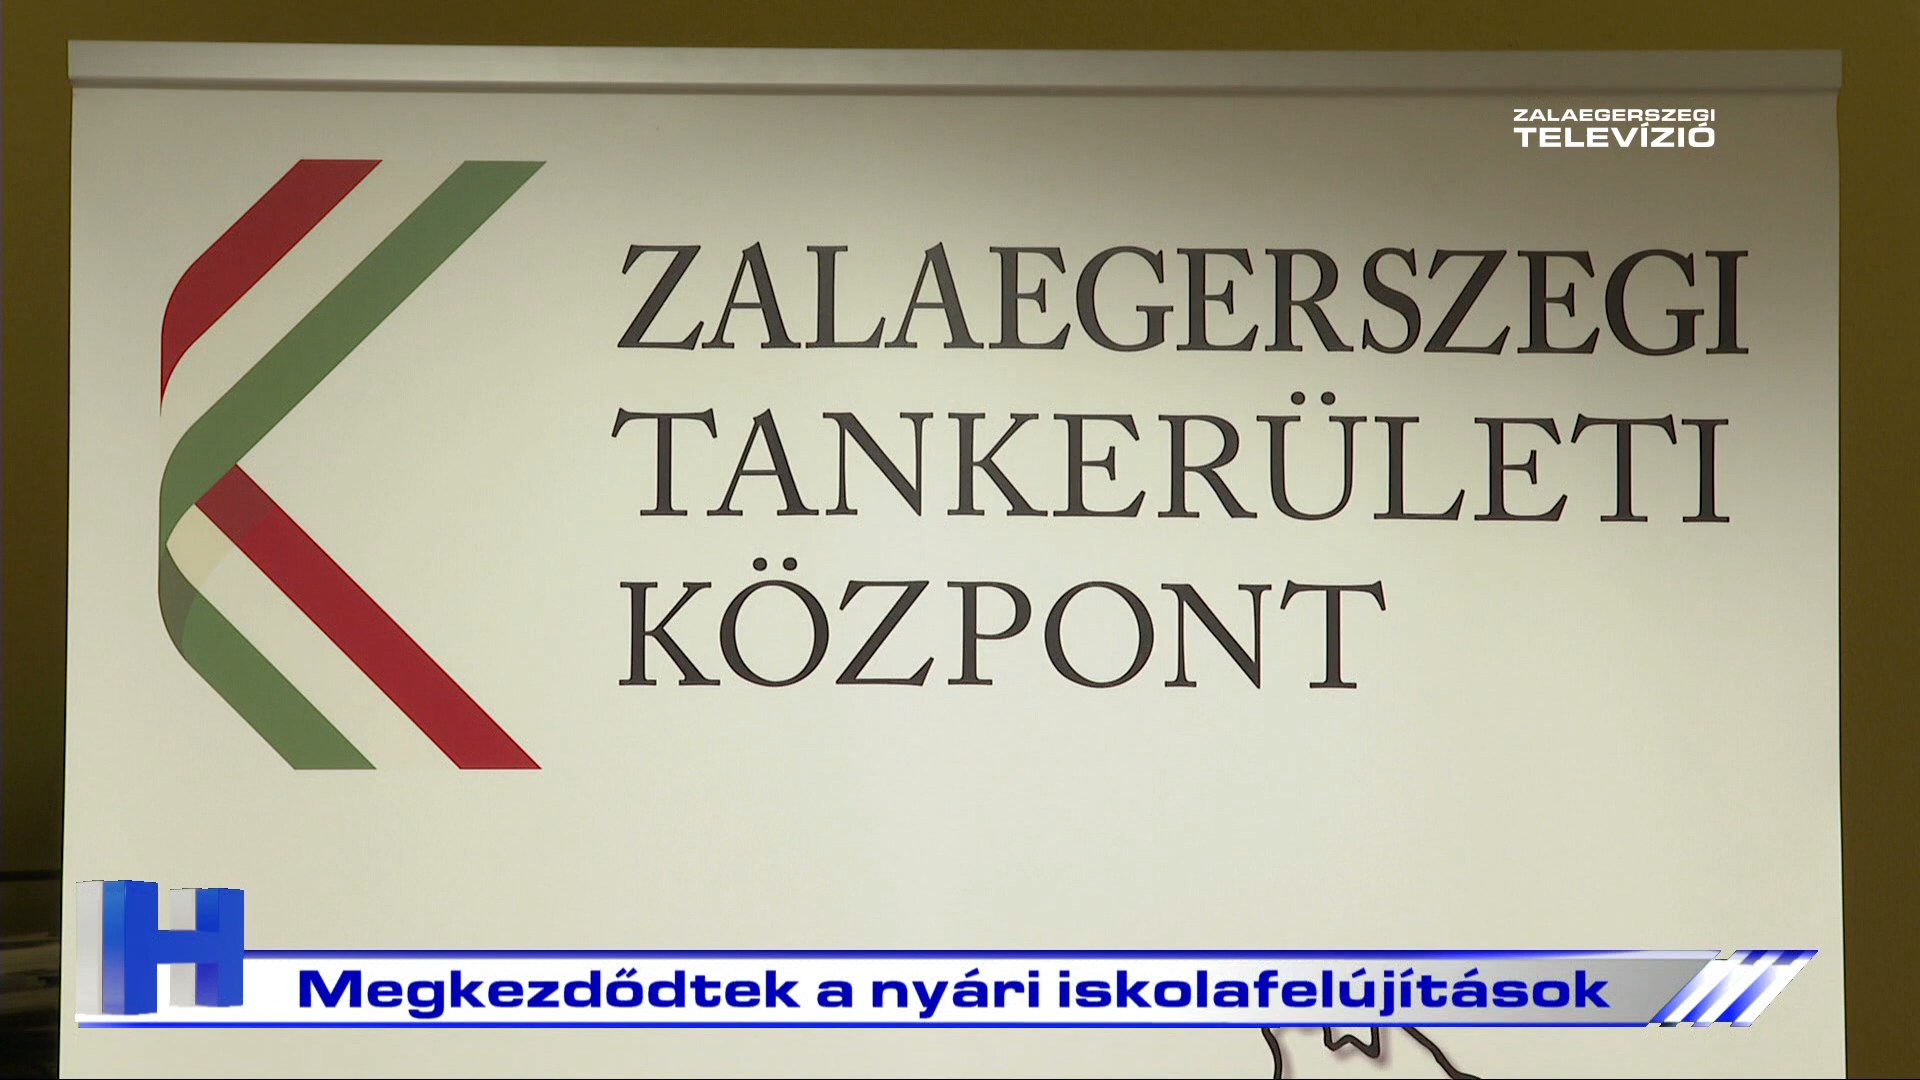 ZALAEGERSZEGI
TELEVÍZIÓ
ZALAEGERSZEGI
TANKERÜLETI
KÖZPONT
H
Megkezdődtek a nyári iskolafelújítások